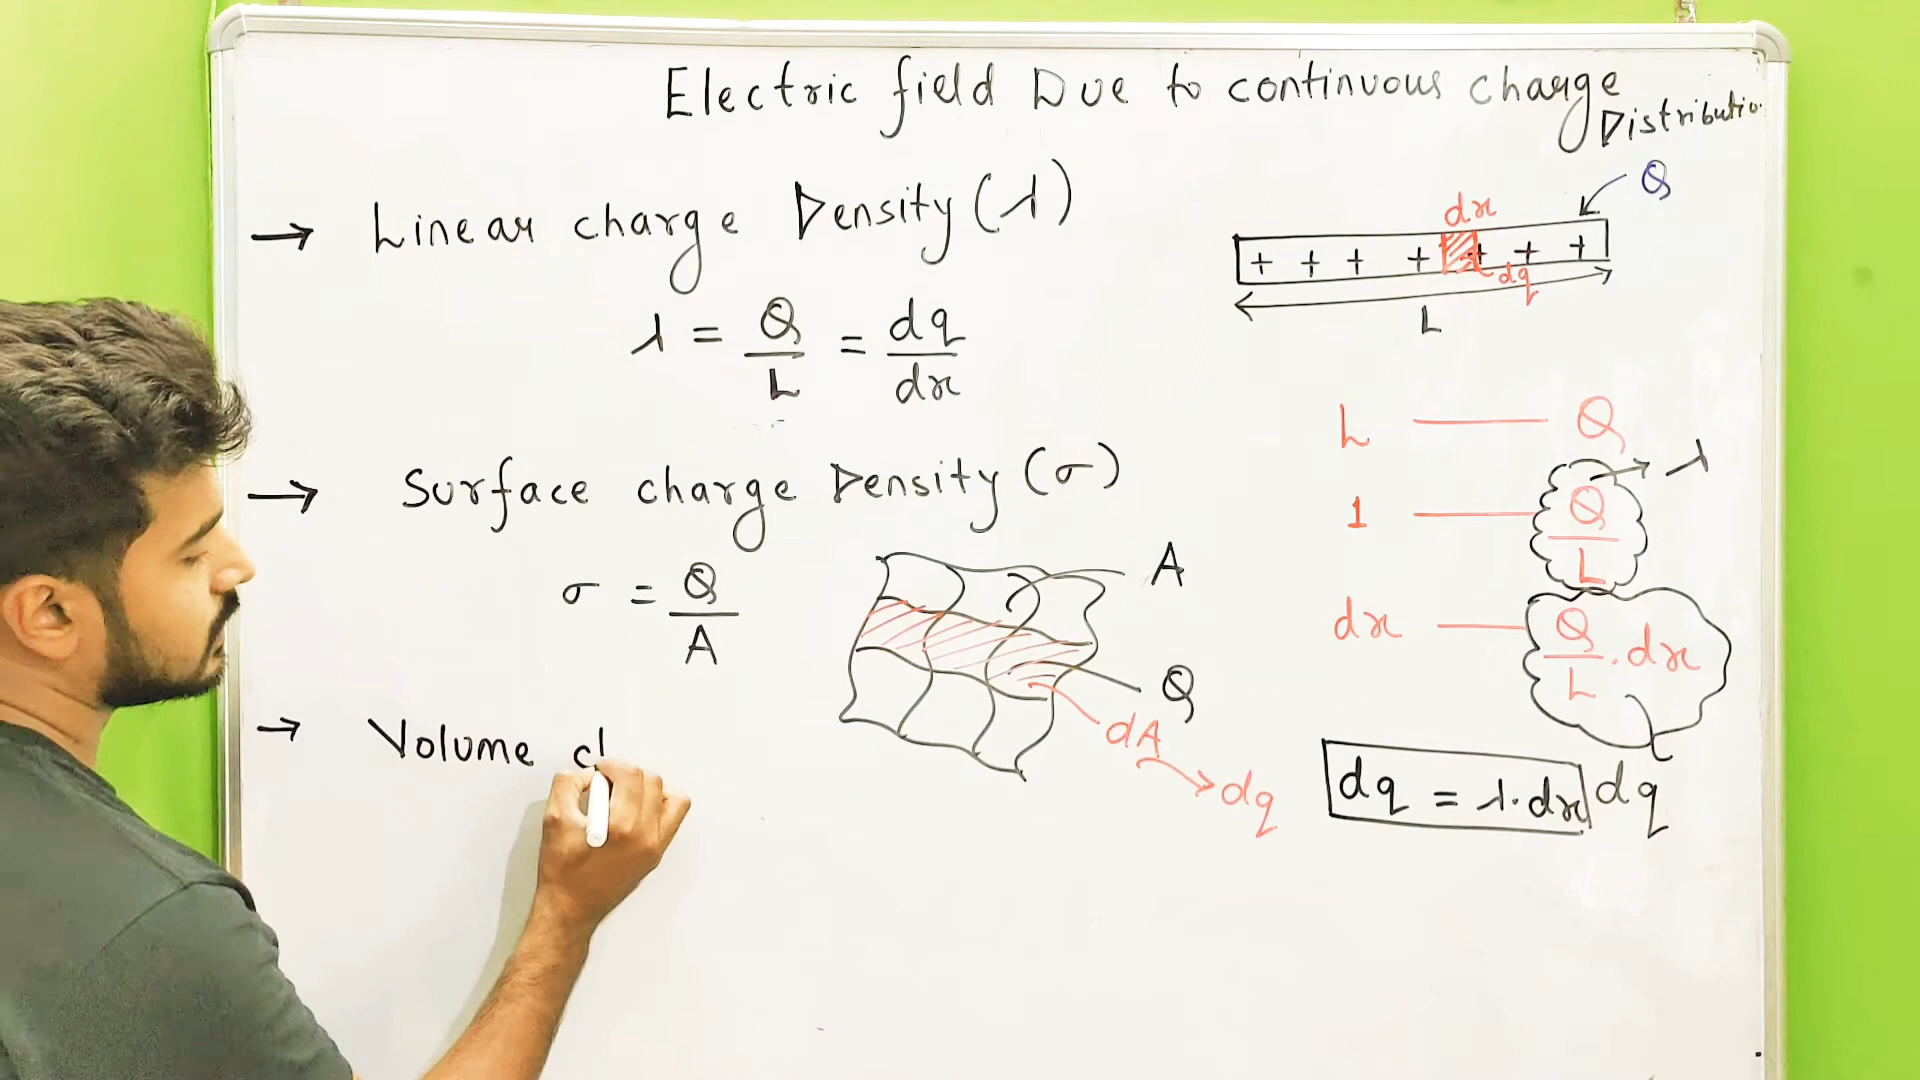 Electric field Due to continuous charge
Distributio
→ Linear charge Density (λ)
λ = Q/L = dq/dx
→ Surface charge Density (σ)
σ = Q/A
→ Volume ch
Q
dx
+ + + + + + +
dq
L
A
Q
dA → dq
L — Q
1 — Q/L → λ
dx — Q/L . dx
dq = λ. dx
dq